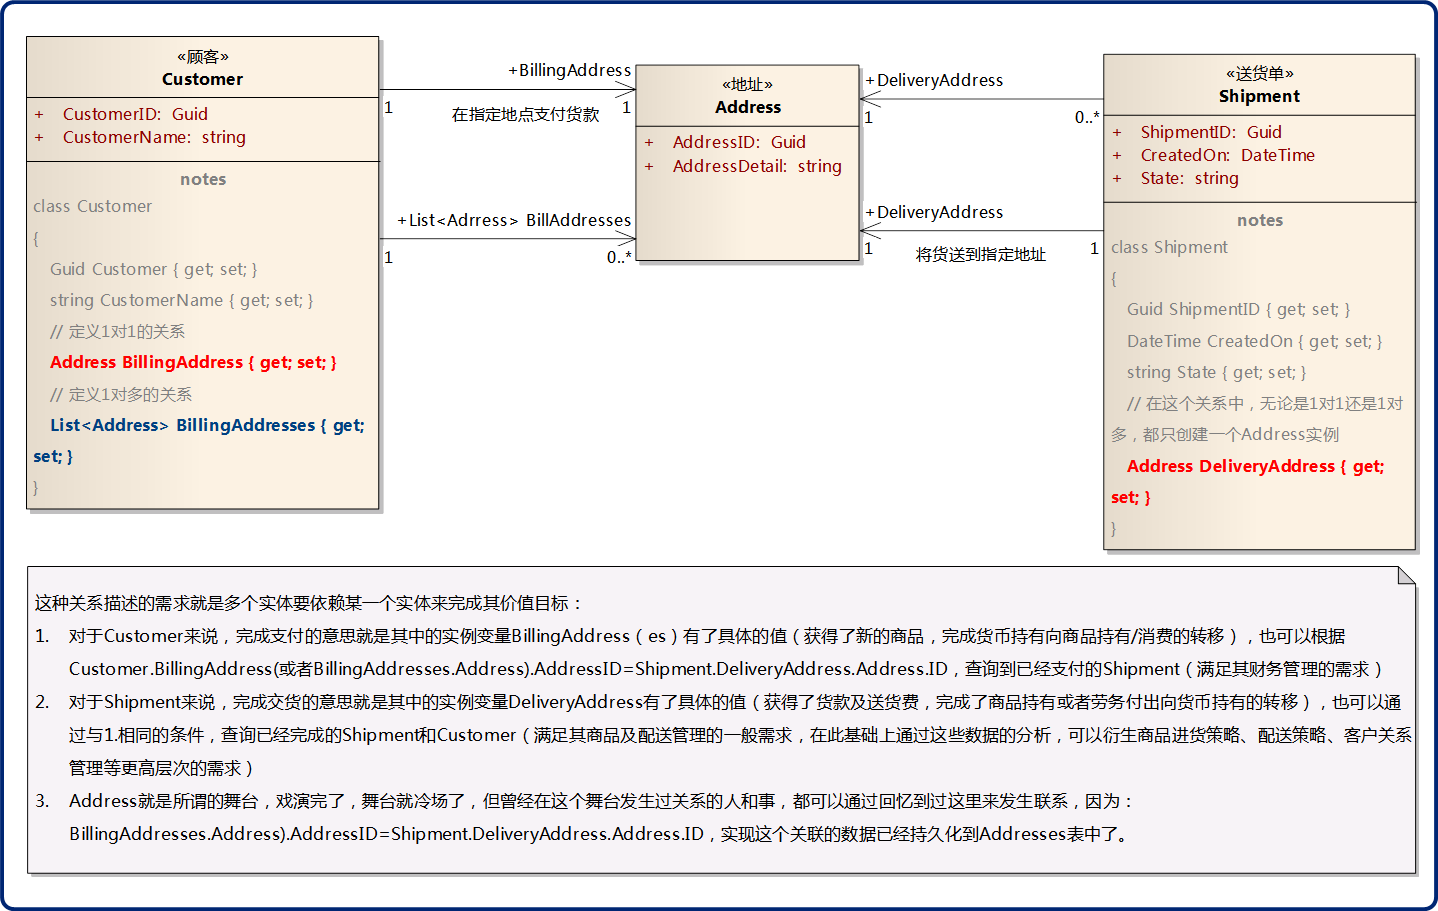 «顾客»
Customer
+ CustomerID: Guid
+ CustomerName: string
notes
class Customer
{
Guid Customer { get; set; }
string CustomerName { get; set; }
// 定义1对1的关系
Address BillingAddress { get; set; }
// 定义1对多的关系
List<Address> BillingAddresses { get;
set; }
}
+BillingAddress
1
在指定地点支付货款
1
+List<Adrress> BillAddresses
1
0..*
«地址»
Address
+ AddressID: Guid
+ AddressDetail: string
+DeliveryAddress
1
0..*
+DeliveryAddress
1
将货送到指定地址
1
«送货单»
Shipment
+ ShipmentID: Guid
+ CreatedOn: DateTime
+ State: string
notes
class Shipment
{
Guid ShipmentID { get; set; }
DateTime CreatedOn { get; set; }
string State { get; set; }
// 在这个关系中，无论是1对1还是1对
多，都只创建一个Address实例
Address DeliveryAddress { get;
set; }
}
这种关系描述的需求就是多个实体要依赖某一个实体来完成其价值目标：
1. 对于Customer来说，完成支付的意思就是其中的实例变量BillingAddress（es）有了具体的值（获得了新的商品，完成货币持有向商品持有/消费的转移），也可以根据
Customer.BillingAddress(或者BillingAddresses.Address).AddressID=Shipment.DeliveryAddress.Address.ID，查询到已经支付的Shipment（满足其财务管理的需求）
2. 对于Shipment来说，完成交货的意思就是其中的实例变量DeliveryAddress有了具体的值（获得了货款及送货费，完成了商品持有或者劳务付出向货币持有的转移），也可以通
过与1.相同的条件，查询已经完成的Shipment和Customer（满足其商品及配送管理的一般需求，在此基础上通过这些数据的分析，可以衍生商品进货策略、配送策略、客户关系
管理等更高层次的需求）
3. Address就是所谓的舞台，戏演完了，舞台就冷场了，但曾经在这个舞台发生过关系的人和事，都可以通过回忆到过这里来发生联系，因为：
BillingAddresses.Address).AddressID=Shipment.DeliveryAddress.Address.ID，实现这个关联的数据已经持久化到Addresses表中了。